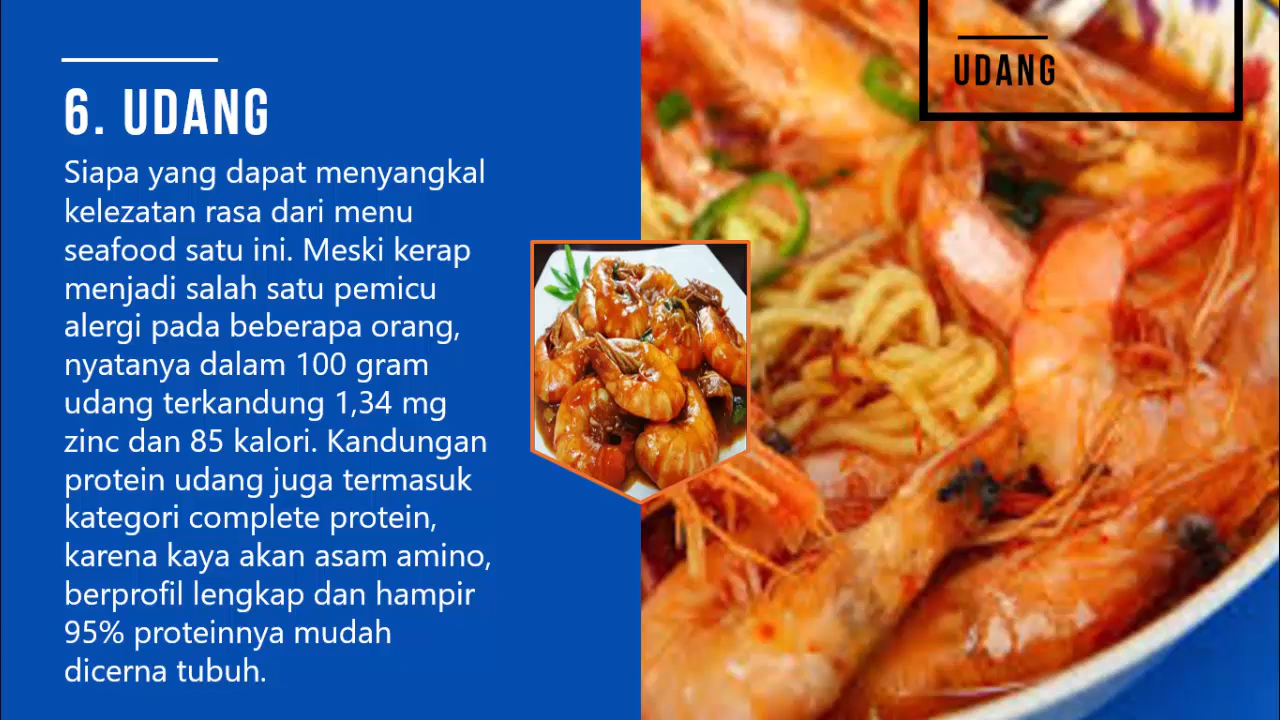 6. UDANG
Siapa yang dapat menyangkal
kelezatan rasa dari menu
seafood satu ini. Meski kerap
menjadi salah satu pemicu
alergi pada beberapa orang,
nyatanya dalam 100 gram
udang terkandung 1,34 mg
zinc dan 85 kalori. Kandungan
protein udang juga termasuk
kategori complete protein,
karena kaya akan asam amino,
berprofil lengkap dan hampir
95% proteinnya mudah
dicerna tubuh.
UDANG